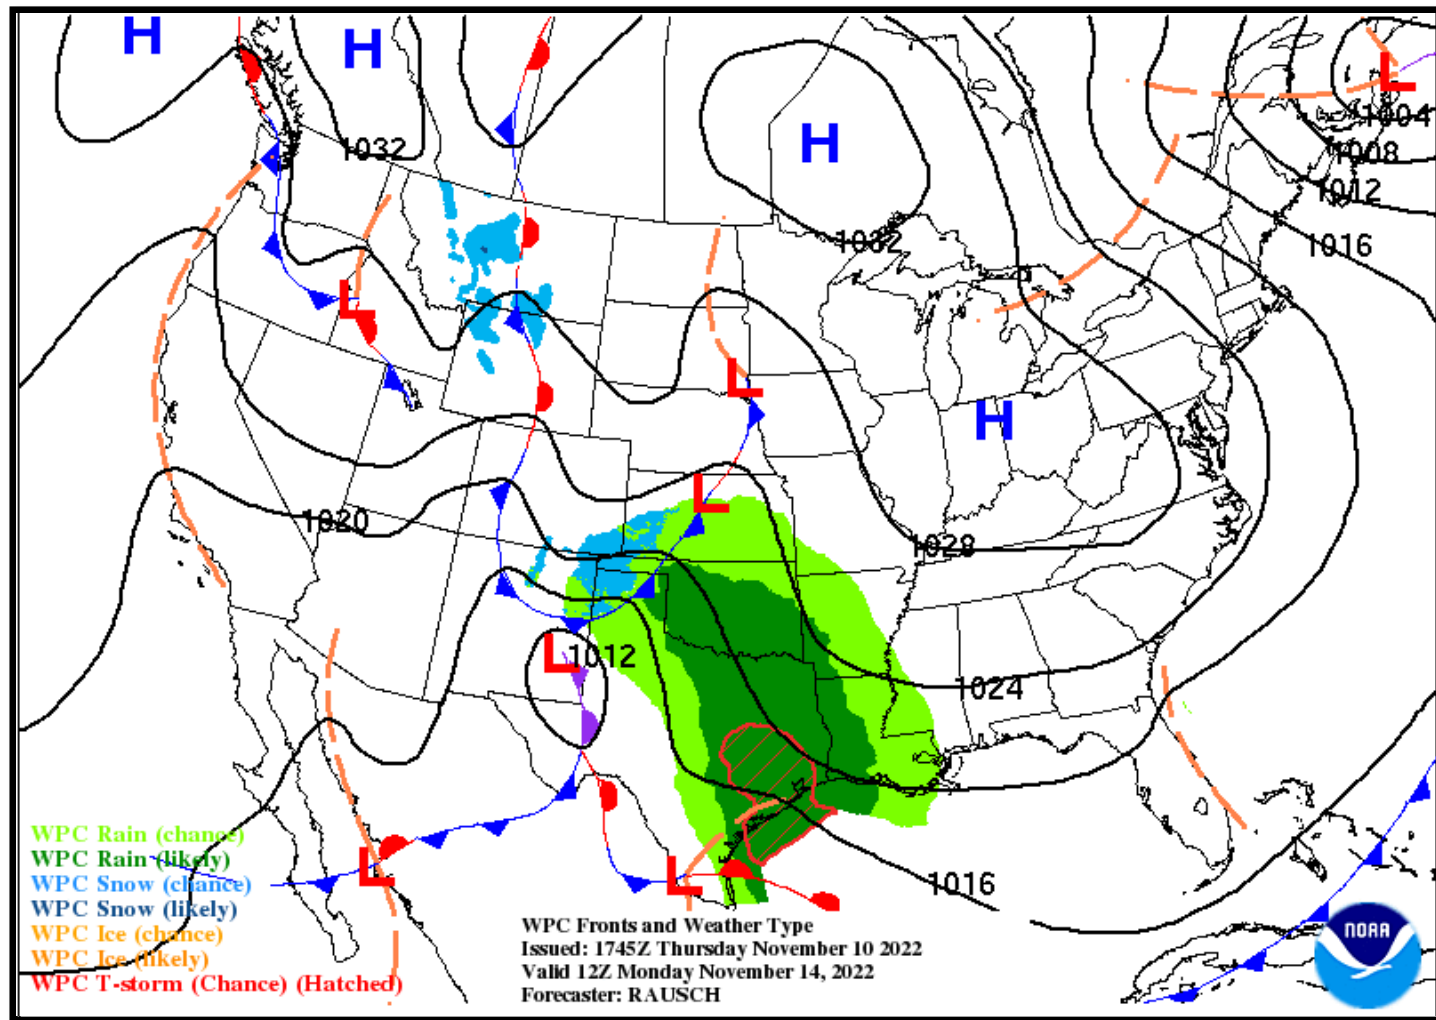 H
H
H
L
1004
1032
1008
1012
1016
1032
L
L
H
L
1020
1028
L
1012
1024
WPC Rain (chance)
WPC Rain (likely)
WPC Snow (chance)
WPC Snow (likely)
WPC Ice (chance)
WPC Ice (likely)
WPC T-storm (Chance) (Hatched)
L
L
1016
WPC Fronts and Weather Type
Issued: 1745Z Thursday November 10 2022
Valid 12Z Monday November 14, 2022
Forecaster: RAUSCH
NOAA